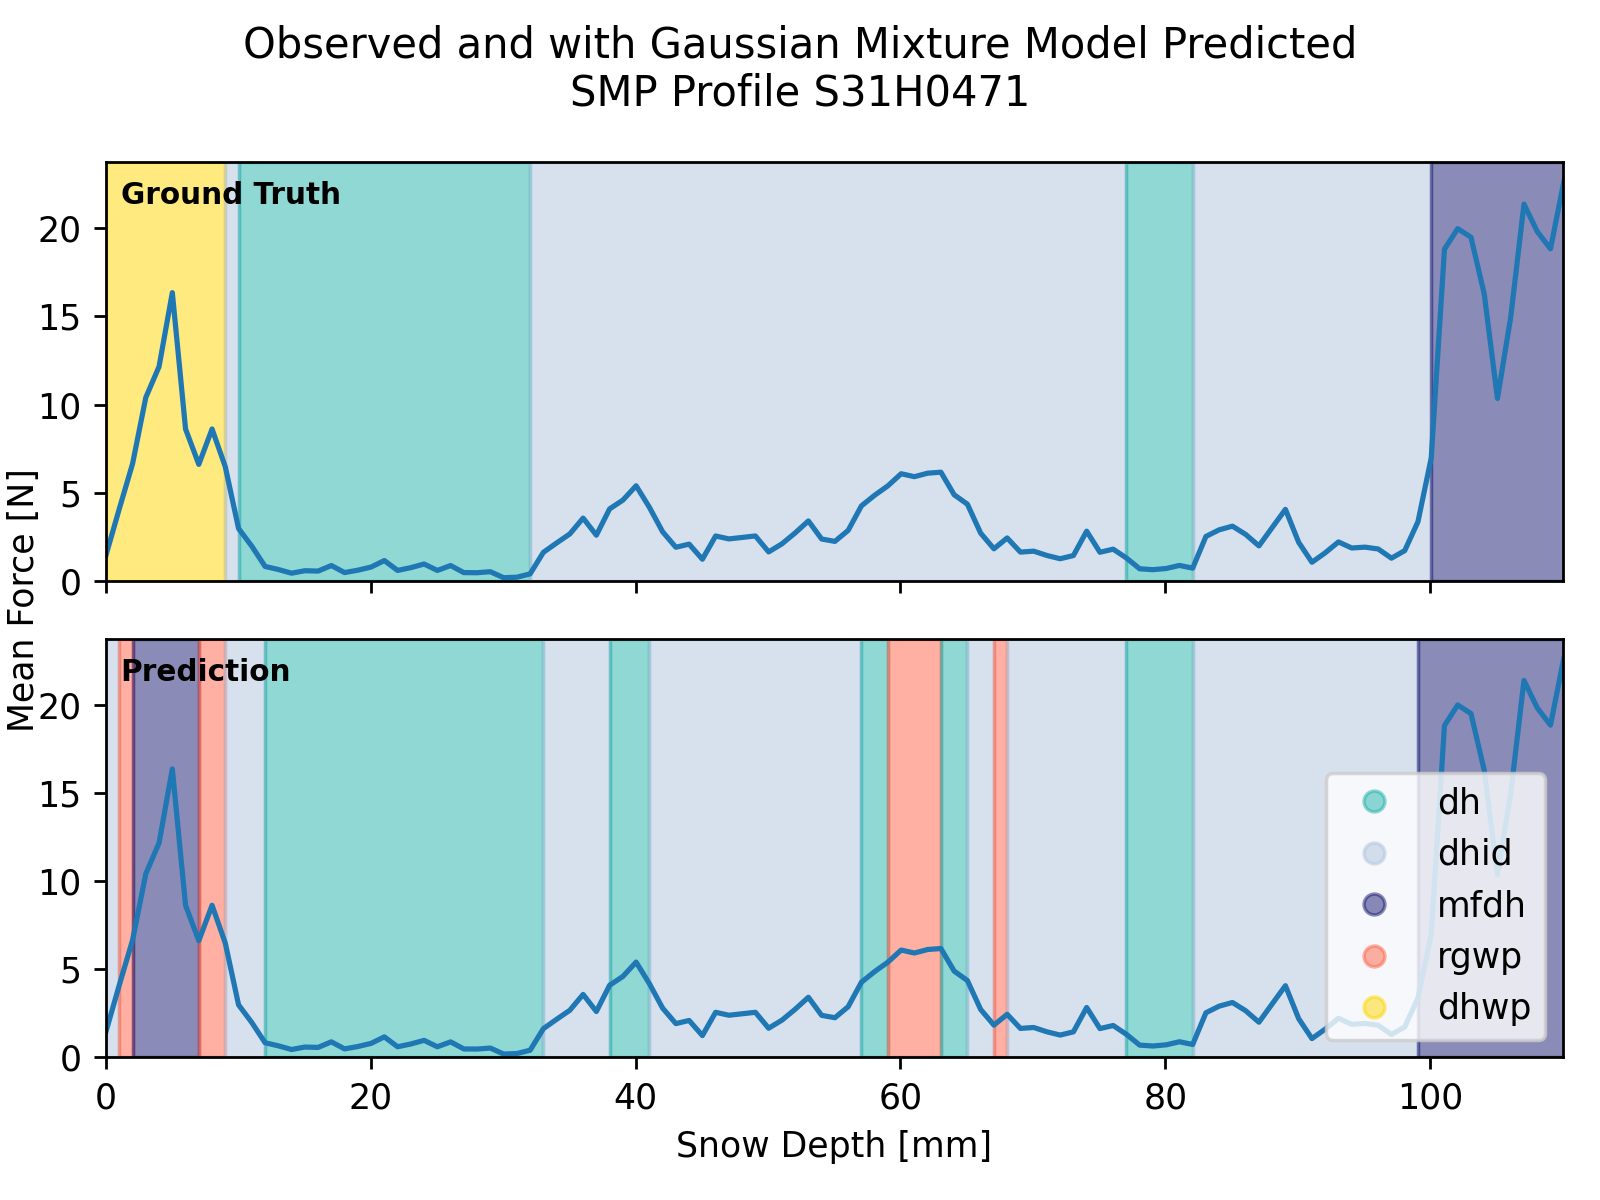 Observed and with Gaussian Mixture Model Predicted
SMP Profile S31H0471
Ground Truth
20
15
10
5
0
Mean Force [N]
Prediction
20
15
10
5
0
dh
dhid
mfdh
rgwp
dhwp
0 20 40 60 80 100
Snow Depth [mm]